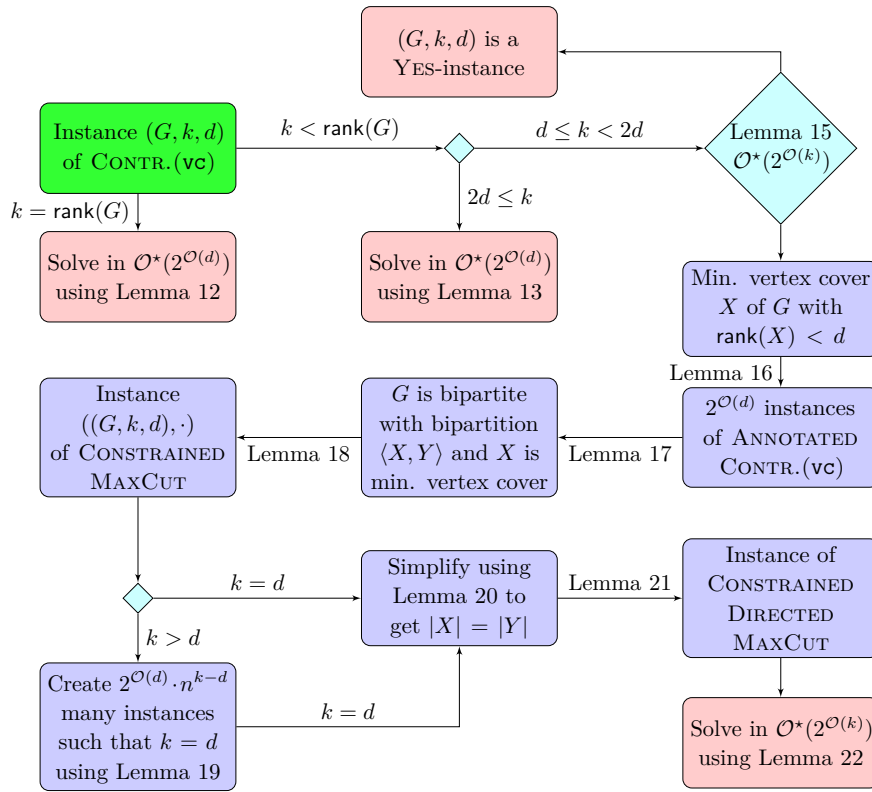 (G, k, d) is a
YES-instance
Instance (G, k, d)
of CONTR.(vc)
k < rank(G)
d ≤ k < 2d
Lemma 15
𝒪⋆(2^{𝒪(k)})
k = rank(G)
2d ≤ k
Solve in 𝒪⋆(2^{𝒪(d)})
using Lemma 12
Solve in 𝒪⋆(2^{𝒪(d)})
using Lemma 13
Min. vertex cover
X of G with
rank(X) < d
Lemma 16
2^{𝒪(d)} instances
of ANNOTATED
CONTR.(vc)
Lemma 17
G is bipartite
with bipartition
⟨X, Y⟩ and X is
min. vertex cover
Lemma 18
Instance
((G, k, d), ·)
of CONSTRAINED
MAXCUT
k = d
k > d
Simplify using
Lemma 20 to
get |X| = |Y|
Lemma 21
Instance of
CONSTRAINED
DIRECTED
MAXCUT
Create 2^{𝒪(d)} · n^{k−d}
many instances
such that k = d
using Lemma 19
k = d
Solve in 𝒪⋆(2^{𝒪(k)})
using Lemma 22